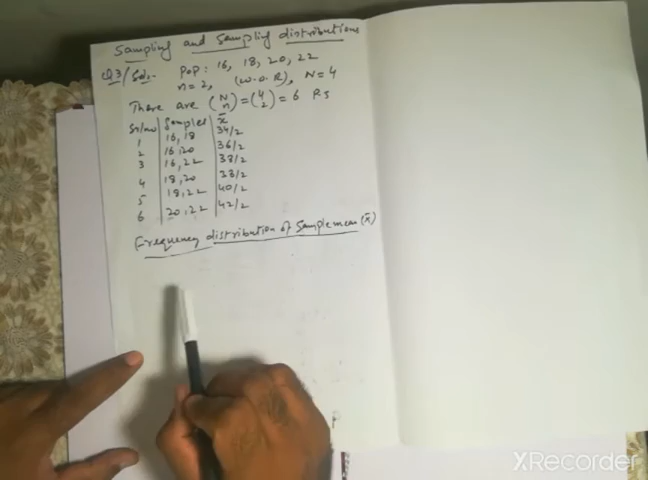 Sampling and Sampling distributions
Q3/Sol:- Pop: 16, 18, 20, 22
n=2, (W.O.R), N=4
There are (N n) = (4 2) = 6 RS
Sr/no Samples x̄
1 16,18 34/2
2 16,20 36/2
3 16,22 38/2
4 18,20 38/2
5 18,22 40/2
6 20,22 42/2
Frequency distribution of Sample mean (x̄)
XRecorder